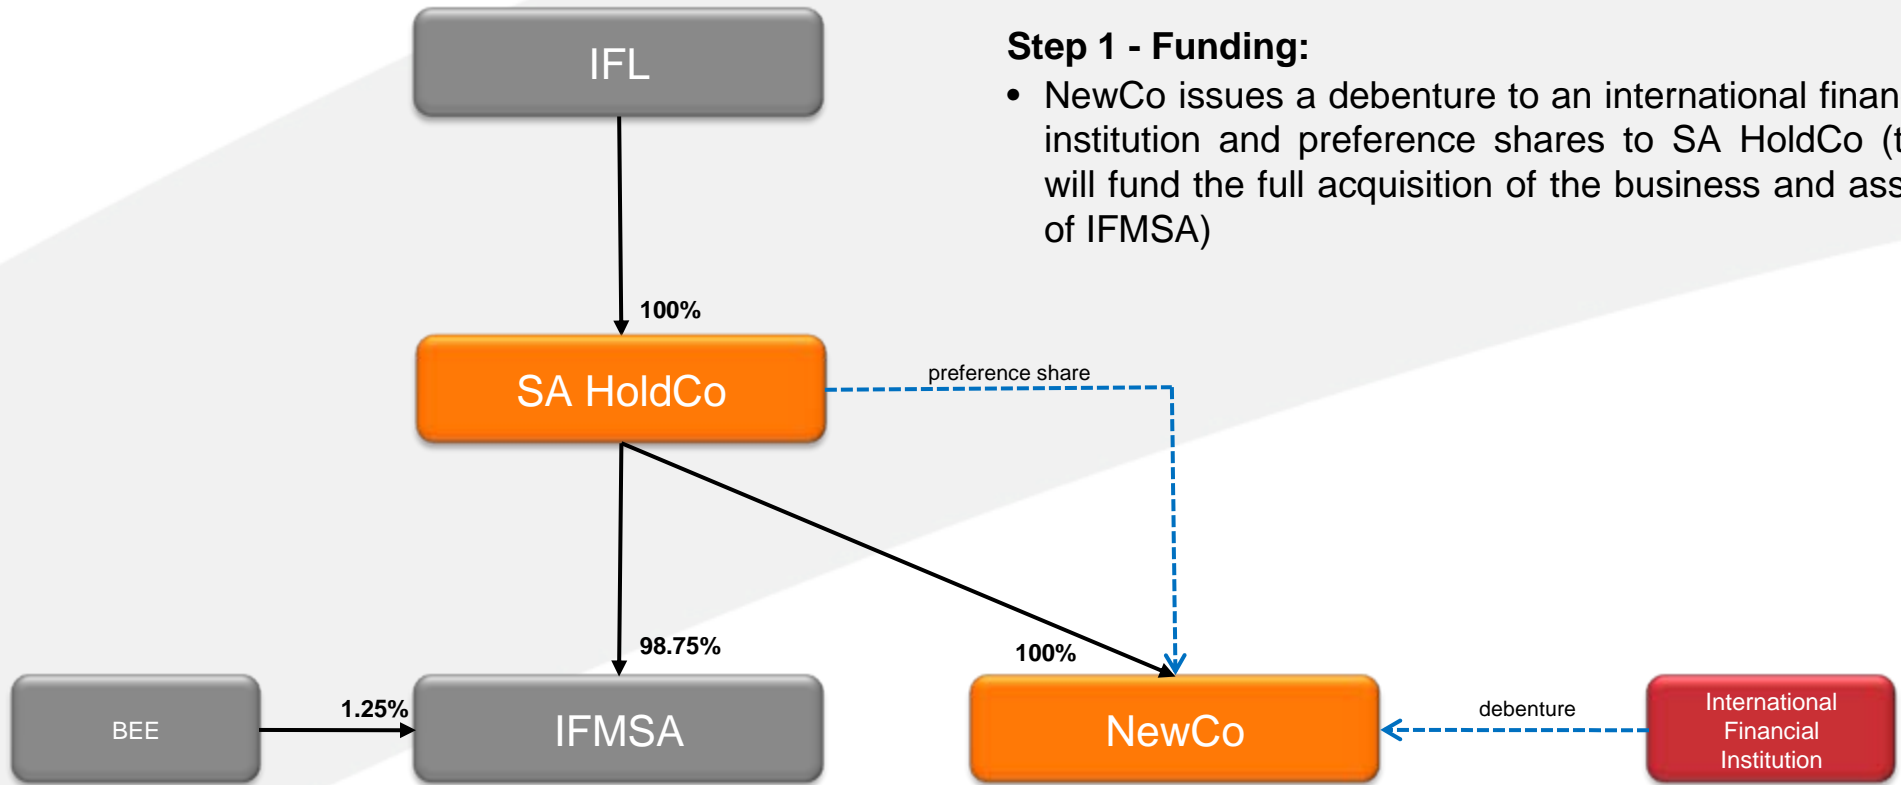 IFL
Step 1 - Funding:
• NewCo issues a debenture to an international
institution and preference shares to SA HoldCo
will fund the full acquisition of the business and
of IFMSA)
100%
SA HoldCo
preference share
98.75%
100%
BEE
1.25%
IFMSA
NewCo
debenture
International
Financial
Institution